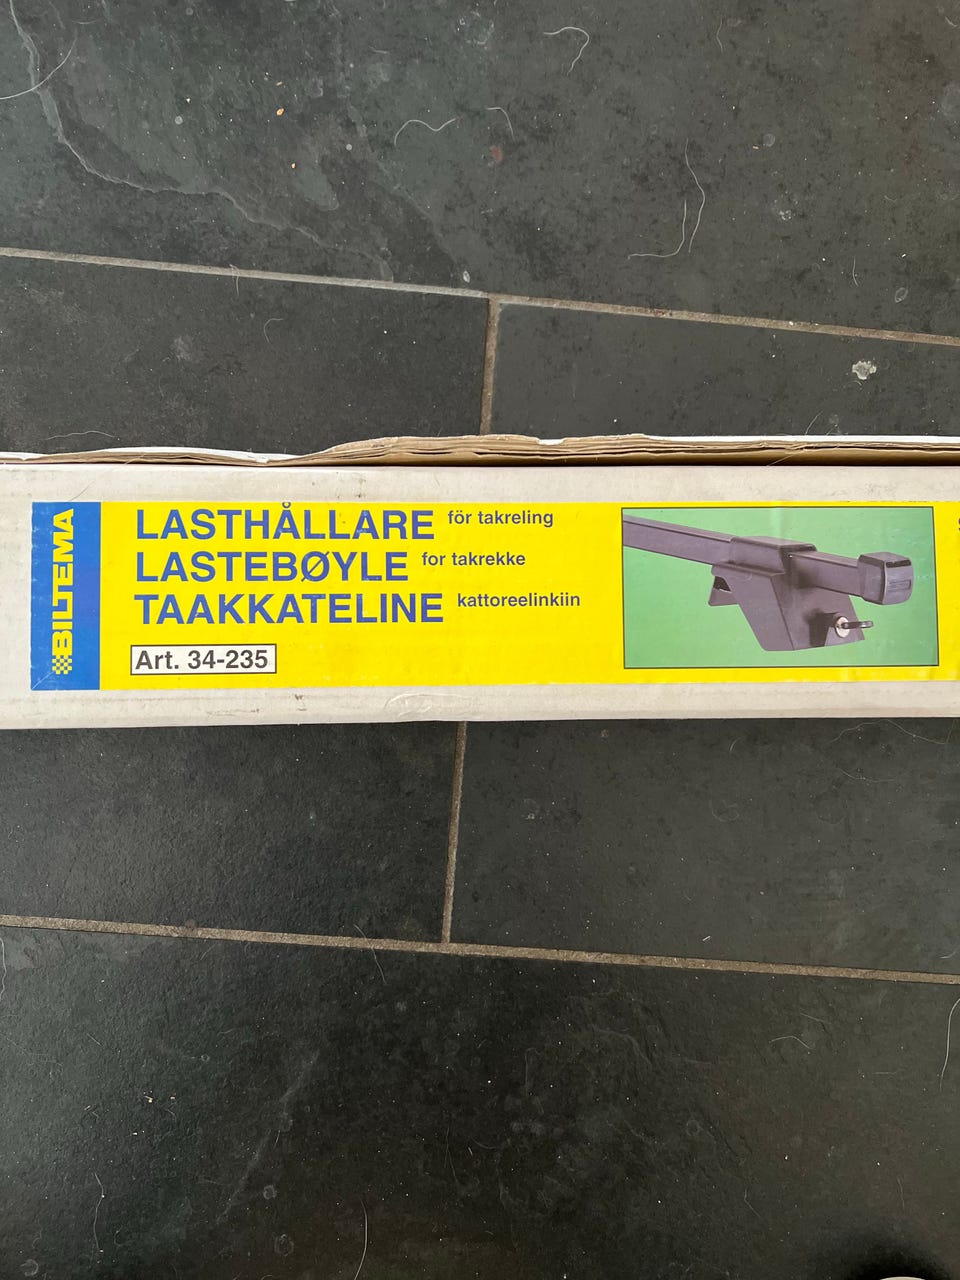 BILTEMA
LASTHÅLLARE för takreling
LASTEBØYLE for takrekke
TAAKKATELINE kattoreelinkiin
Art. 34-235